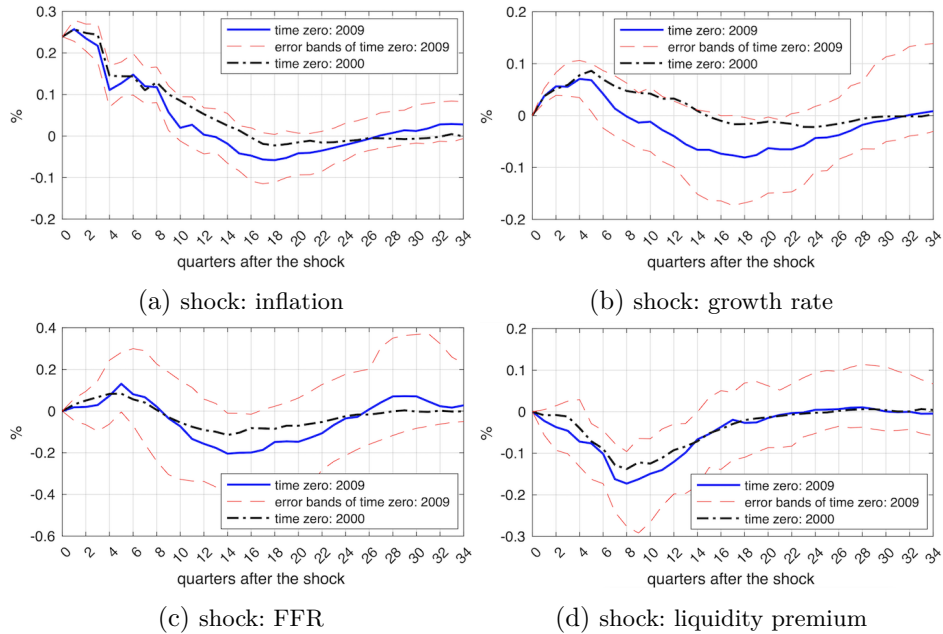 0.3
0.2
0.1
0
-0.1
-0.2
%
time zero: 2009
error bands of time zero: 2009
time zero: 2000
0 2 4 6 8 10 12 14 16 18 20 22 24 26 28 30 32 34
quarters after the shock
(a) shock: inflation
0.2
0.1
0
-0.1
-0.2
%
time zero: 2009
error bands of time zero: 2009
time zero: 2000
0 2 4 6 8 10 12 14 16 18 20 22 24 26 28 30 32 34
quarters after the shock
(b) shock: growth rate
0.4
0.2
0
-0.2
-0.4
-0.6
%
time zero: 2009
error bands of time zero: 2009
time zero: 2000
0 2 4 6 8 10 12 14 16 18 20 22 24 26 28 30 32 34
quarters after the shock
(c) shock: FFR
0.2
0.1
0
-0.1
-0.2
-0.3
%
time zero: 2009
error bands of time zero: 2009
time zero: 2000
0 2 4 6 8 10 12 14 16 18 20 22 24 26 28 30 32 34
quarters after the shock
(d) shock: liquidity premium